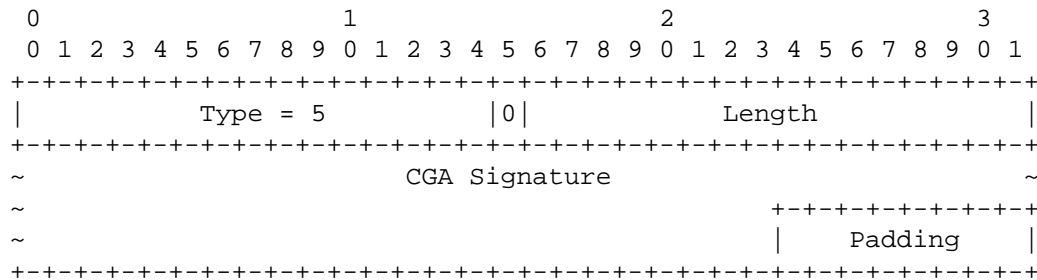 0                   1                   2                   3
 0 1 2 3 4 5 6 7 8 9 0 1 2 3 4 5 6 7 8 9 0 1 2 3 4 5 6 7 8 9 0 1
+-+-+-+-+-+-+-+-+-+-+-+-+-+-+-+-+-+-+-+-+-+-+-+-+-+-+-+-+-+-+-+-+
|           Type = 5          |0|            Length             |
+-+-+-+-+-+-+-+-+-+-+-+-+-+-+-+-+-+-+-+-+-+-+-+-+-+-+-+-+-+-+-+-+
~                        CGA Signature                          ~
~                                               +-+-+-+-+-+-+-+-+
~                                               |    Padding    |
+-+-+-+-+-+-+-+-+-+-+-+-+-+-+-+-+-+-+-+-+-+-+-+-+-+-+-+-+-+-+-+-+